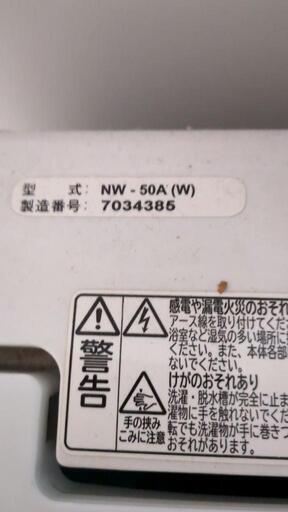 型　式： NW - 50A (W)
製造番号： 7034385
警告
感電や漏電火災のおそれ
アース線を取り付けてくださ
浴室など湿気の多い場所に
ください。また、本体各部
ないでください。
手の挟み
こみに注意
けがのおそれあり
洗濯・脱水槽が完全に止ま
濯物に手を触れないでくだ
転でも洗濯物が手に巻きつ
おそれがあります。